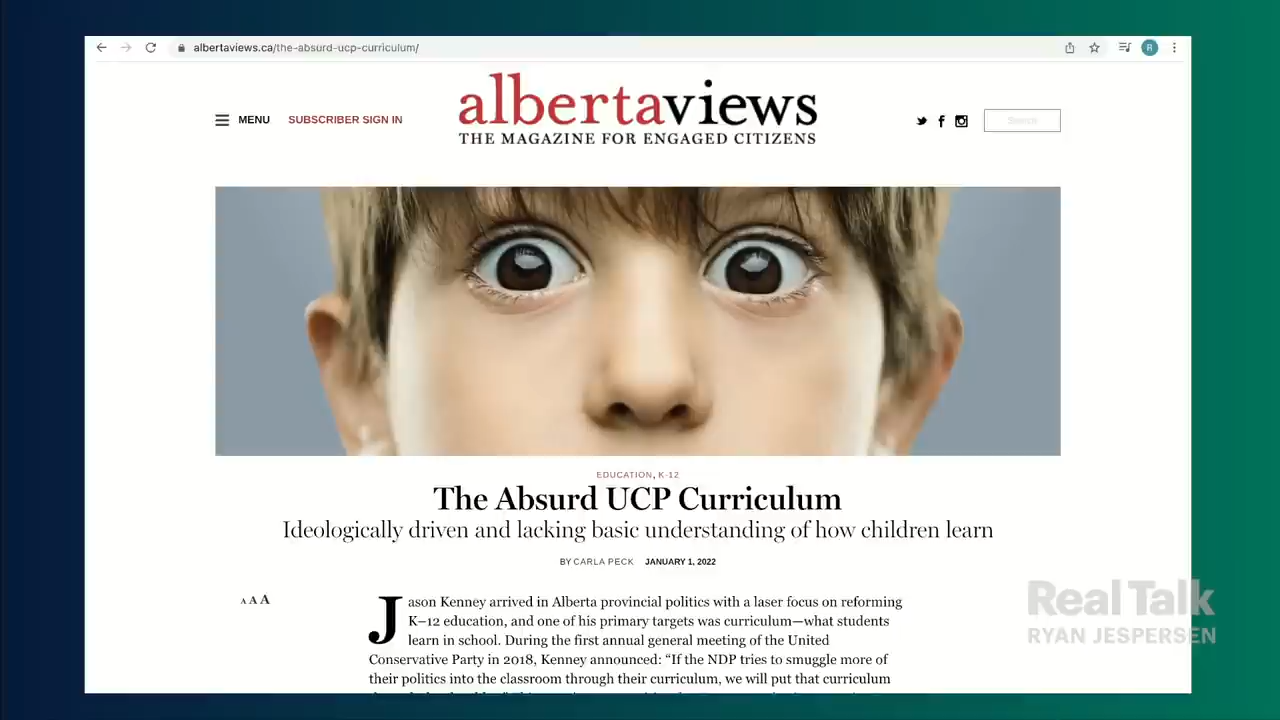 albertaviews.ca/the-absurd-ucp-curriculum/
R
MENU
SUBSCRIBER SIGN IN
albertaviews
THE MAGAZINE FOR ENGAGED CITIZENS
Search
EDUCATION, K-12
The Absurd UCP Curriculum
Ideologically driven and lacking basic understanding of how children learn
BY CARLA PECK JANUARY 1, 2022
A A A
Jason Kenney arrived in Alberta provincial politics with a laser focus on reforming
K–12 education, and one of his primary targets was curriculum—what students
learn in school. During the first annual general meeting of the United
Conservative Party in 2018, Kenney announced: “If the NDP tries to smuggle more of
their politics into the classroom through their curriculum, we will put that curriculum
Real Talk
RYAN JESPERSEN